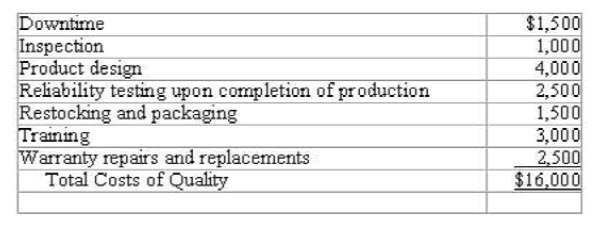 Downtime $1,500
Inspection 1,000
Product design 4,000
Reliability testing upon completion of production 2,500
Restocking and packaging 1,500
Training 3,000
Warranty repairs and replacements 2,500
Total Costs of Quality $16,000